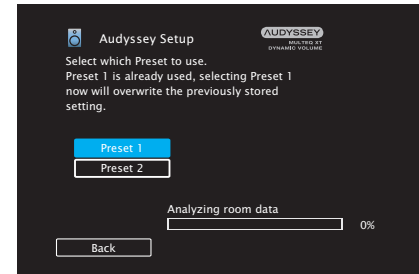 Audyssey Setup
AUDYSSEY
MULTEQ XT
DYNAMIC VOLUME
Select which Preset to use.
Preset 1 is already used, selecting Preset 1
now will overwrite the previously stored
setting.
Preset 1
Preset 2
Analyzing room data
0%
Back